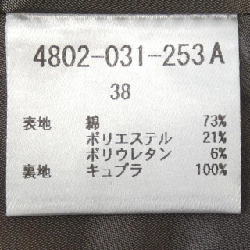 4802-031-253A
38
表地 綿 73%
ポリエステル 21%
ポリウレタン 6%
裏地 キュプラ 100%